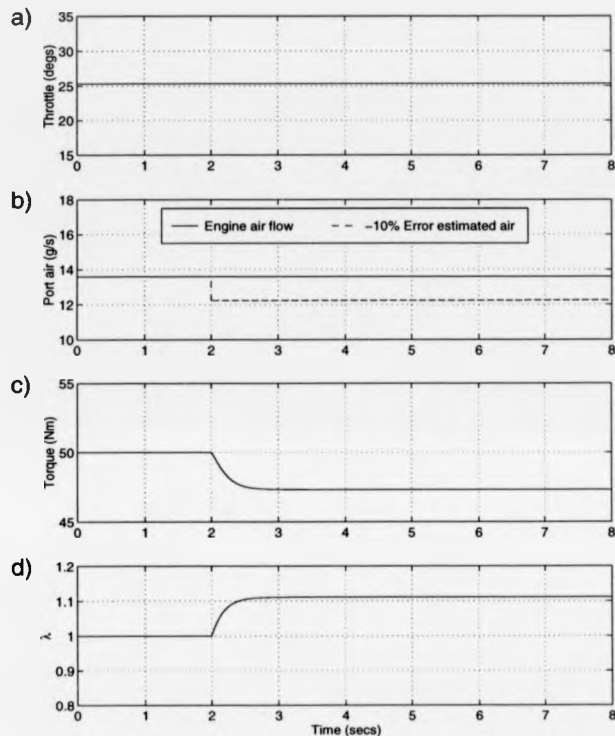 a)
Throttle (degs)
35
30
25
20
15
0 1 2 3 4 5 6 7 8
b)
Port air (g/s)
18
16
14
12
10
Engine air flow
−10% Error estimated air
0 1 2 3 4 5 6 7 8
c)
Torque (Nm)
55
50
45
0 1 2 3 4 5 6 7 8
d)
λ
1.2
1.1
1
0.9
0.8
0 1 2 3 4 5 6 7 8
Time (secs)